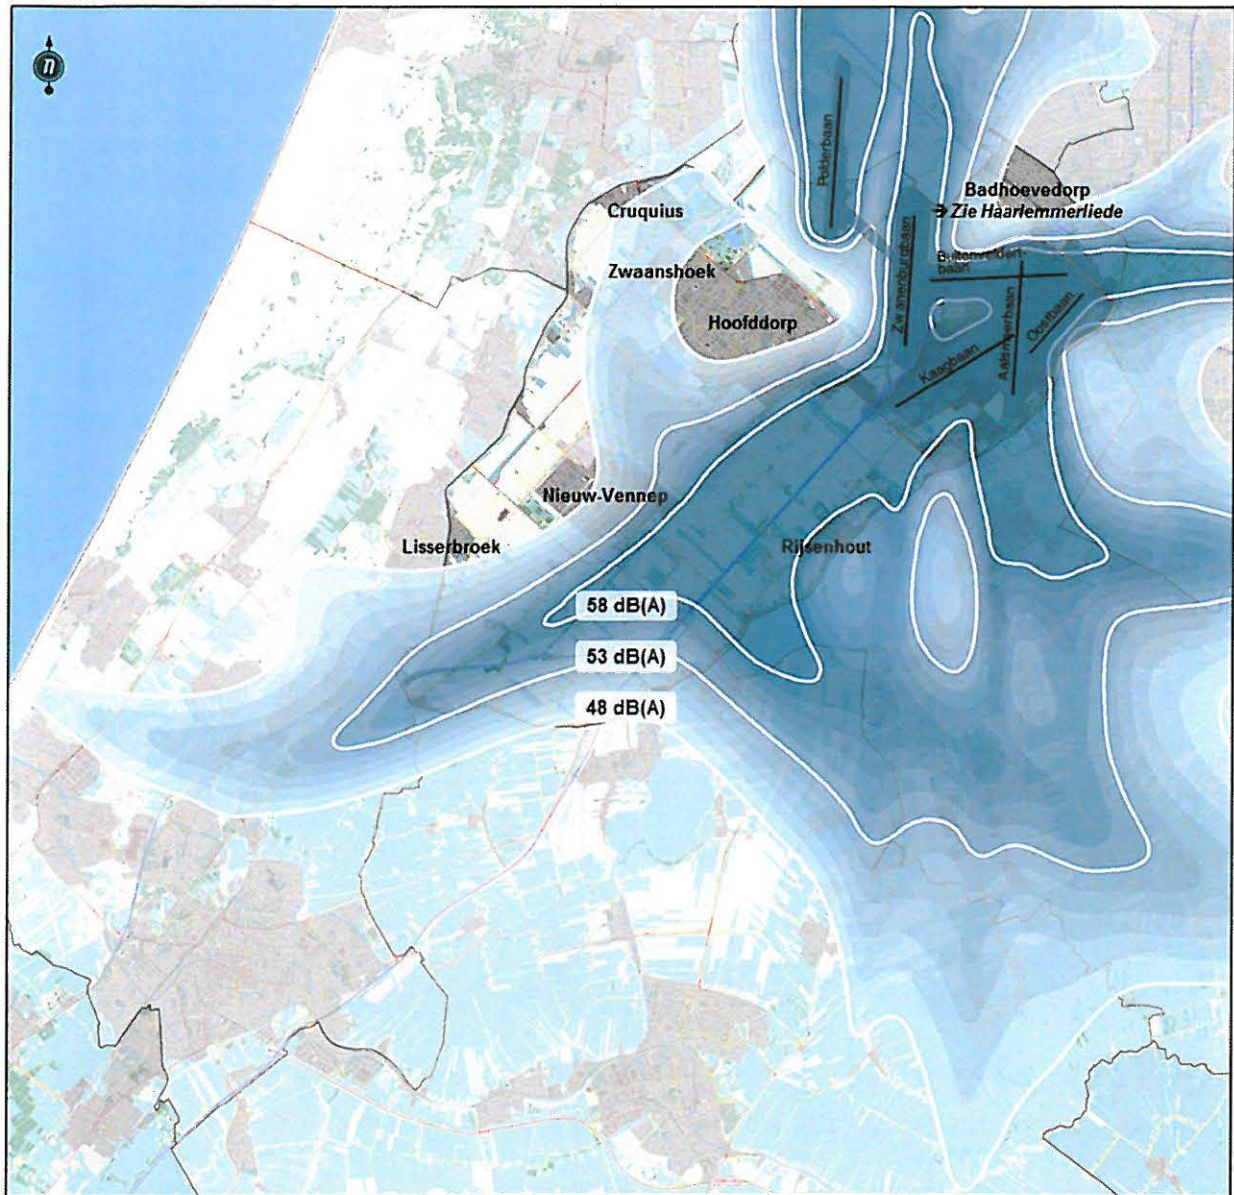 n
Polderbaan
Badhoevedorp
Zie Haarlemmerliede
Cruquius
Zwanenburgbaan
Buitenveldert-
baan
Zwaanshoek
Aalsmeerbaan
Oostbaan
Hoofddorp
Kaagbaan
Nieuw-Vennep
Lisserbroek
Rijsenhout
58 dB(A)
53 dB(A)
48 dB(A)